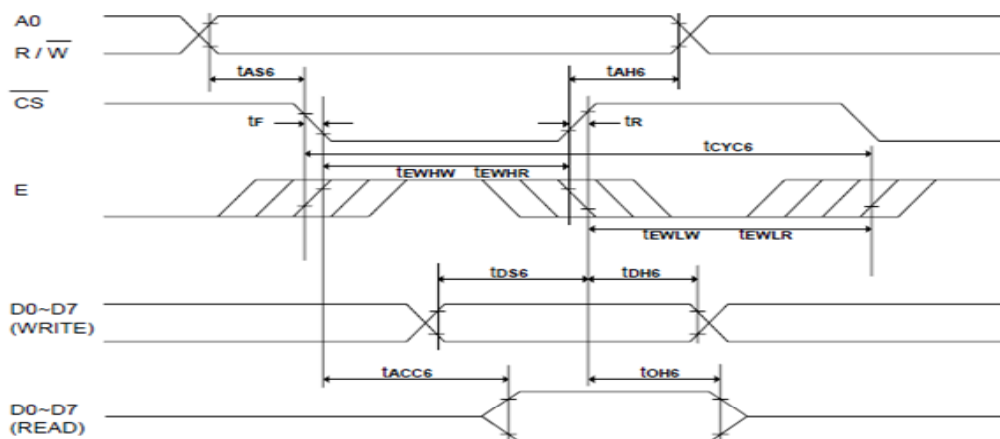 A0
R / W
tAS6 tAH6
CS
tF tR
tCYC6
tEWHW tEWHR
E
tEWLW tEWLR
tDS6 tDH6
D0~D7
(WRITE)
tACC6 tOH6
D0~D7
(READ)